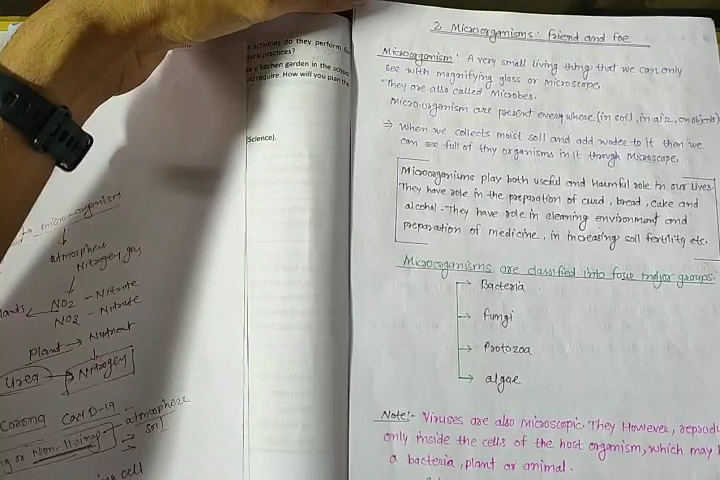 activities do they perform
practices?
kitchen garden in the school
require. How will you plan the
(Science).
micro-organism
atmosphere
Nitrogen gas
NO2 - Nitrite
NO3 - Nitrate
plant → Nutrient
Urea → Nitrogen
Corona
atmosphere
or Non-living
soil
cell
2 Microorganisms: friend and foe
Microorganism: A very small living thing that we can only
see with magnifying glass or microscope,
They are also called Microbes.
Micro-organism are present every where (in soil, in air, on objects)
⇒ When we collects moist soil and add water to it then we
can see full of tiny organisms in it through Microscope.
Microorganisms play both useful and Harmful role in our lives.
They have role in the preparation of curd, bread, cake and
alcohol. They have role in cleaning environment and
preparation of medicine, in increasing soil fertility etc.
Microorganisms are classified into four major groups.
→ Bacteria
→ fungi
→ Protozoa
→ algae
Note:- Viruses are also microscopic. They However, reprodu
only inside the cells of the host organism, which may
a bacteria, plant or animal.